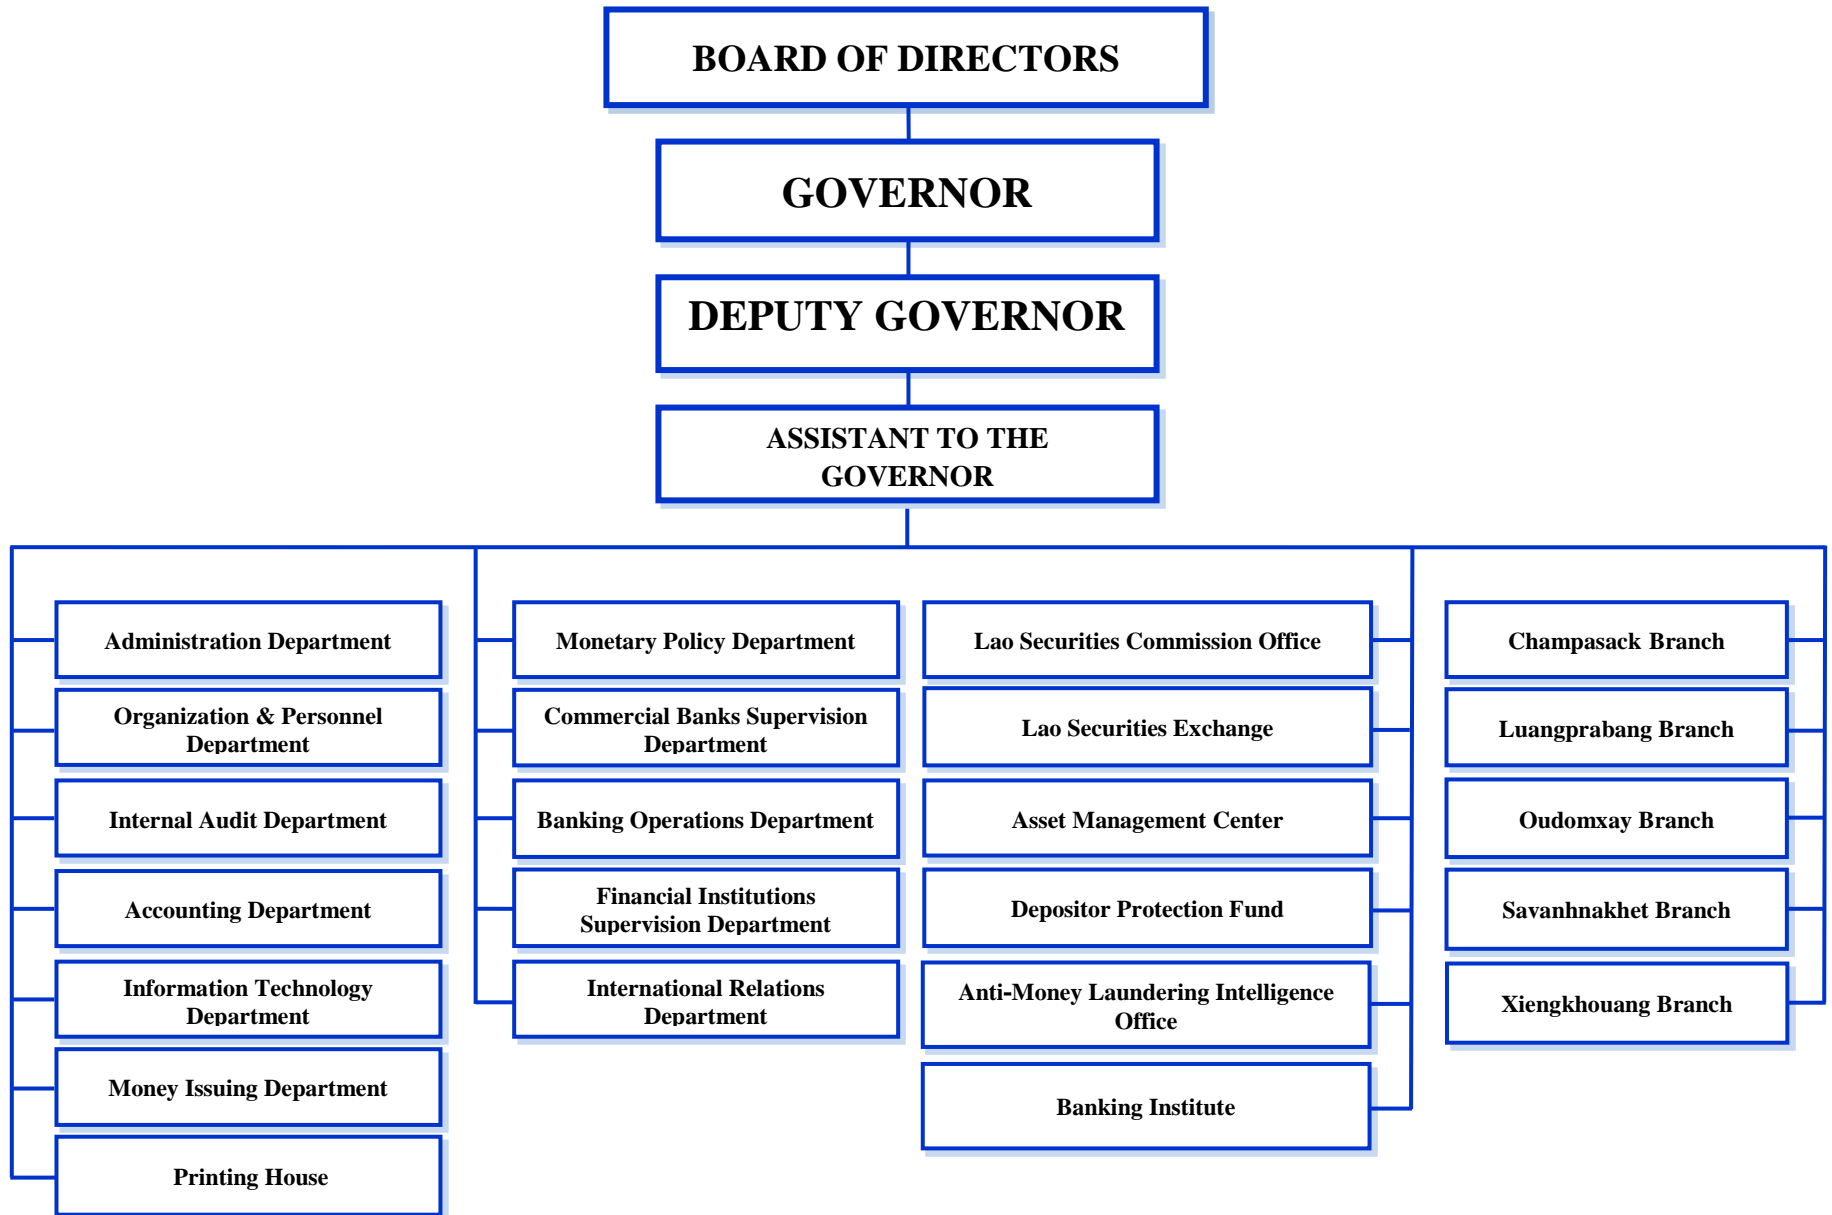 BOARD OF DIRECTORS
GOVERNOR
DEPUTY GOVERNOR
ASSISTANT TO THE
GOVERNOR
Administration Department
Organization & Personnel
Department
Internal Audit Department
Accounting Department
Information Technology
Department
Money Issuing Department
Printing House
Monetary Policy Department
Commercial Banks Supervision
Department
Banking Operations Department
Financial Institutions
Supervision Department
International Relations
Department
Lao Securities Commission Office
Lao Securities Exchange
Asset Management Center
Depositor Protection Fund
Anti-Money Laundering Intelligence
Office
Banking Institute
Champasack Branch
Luangprabang Branch
Oudomxay Branch
Savanhnakhet Branch
Xiengkhouang Branch